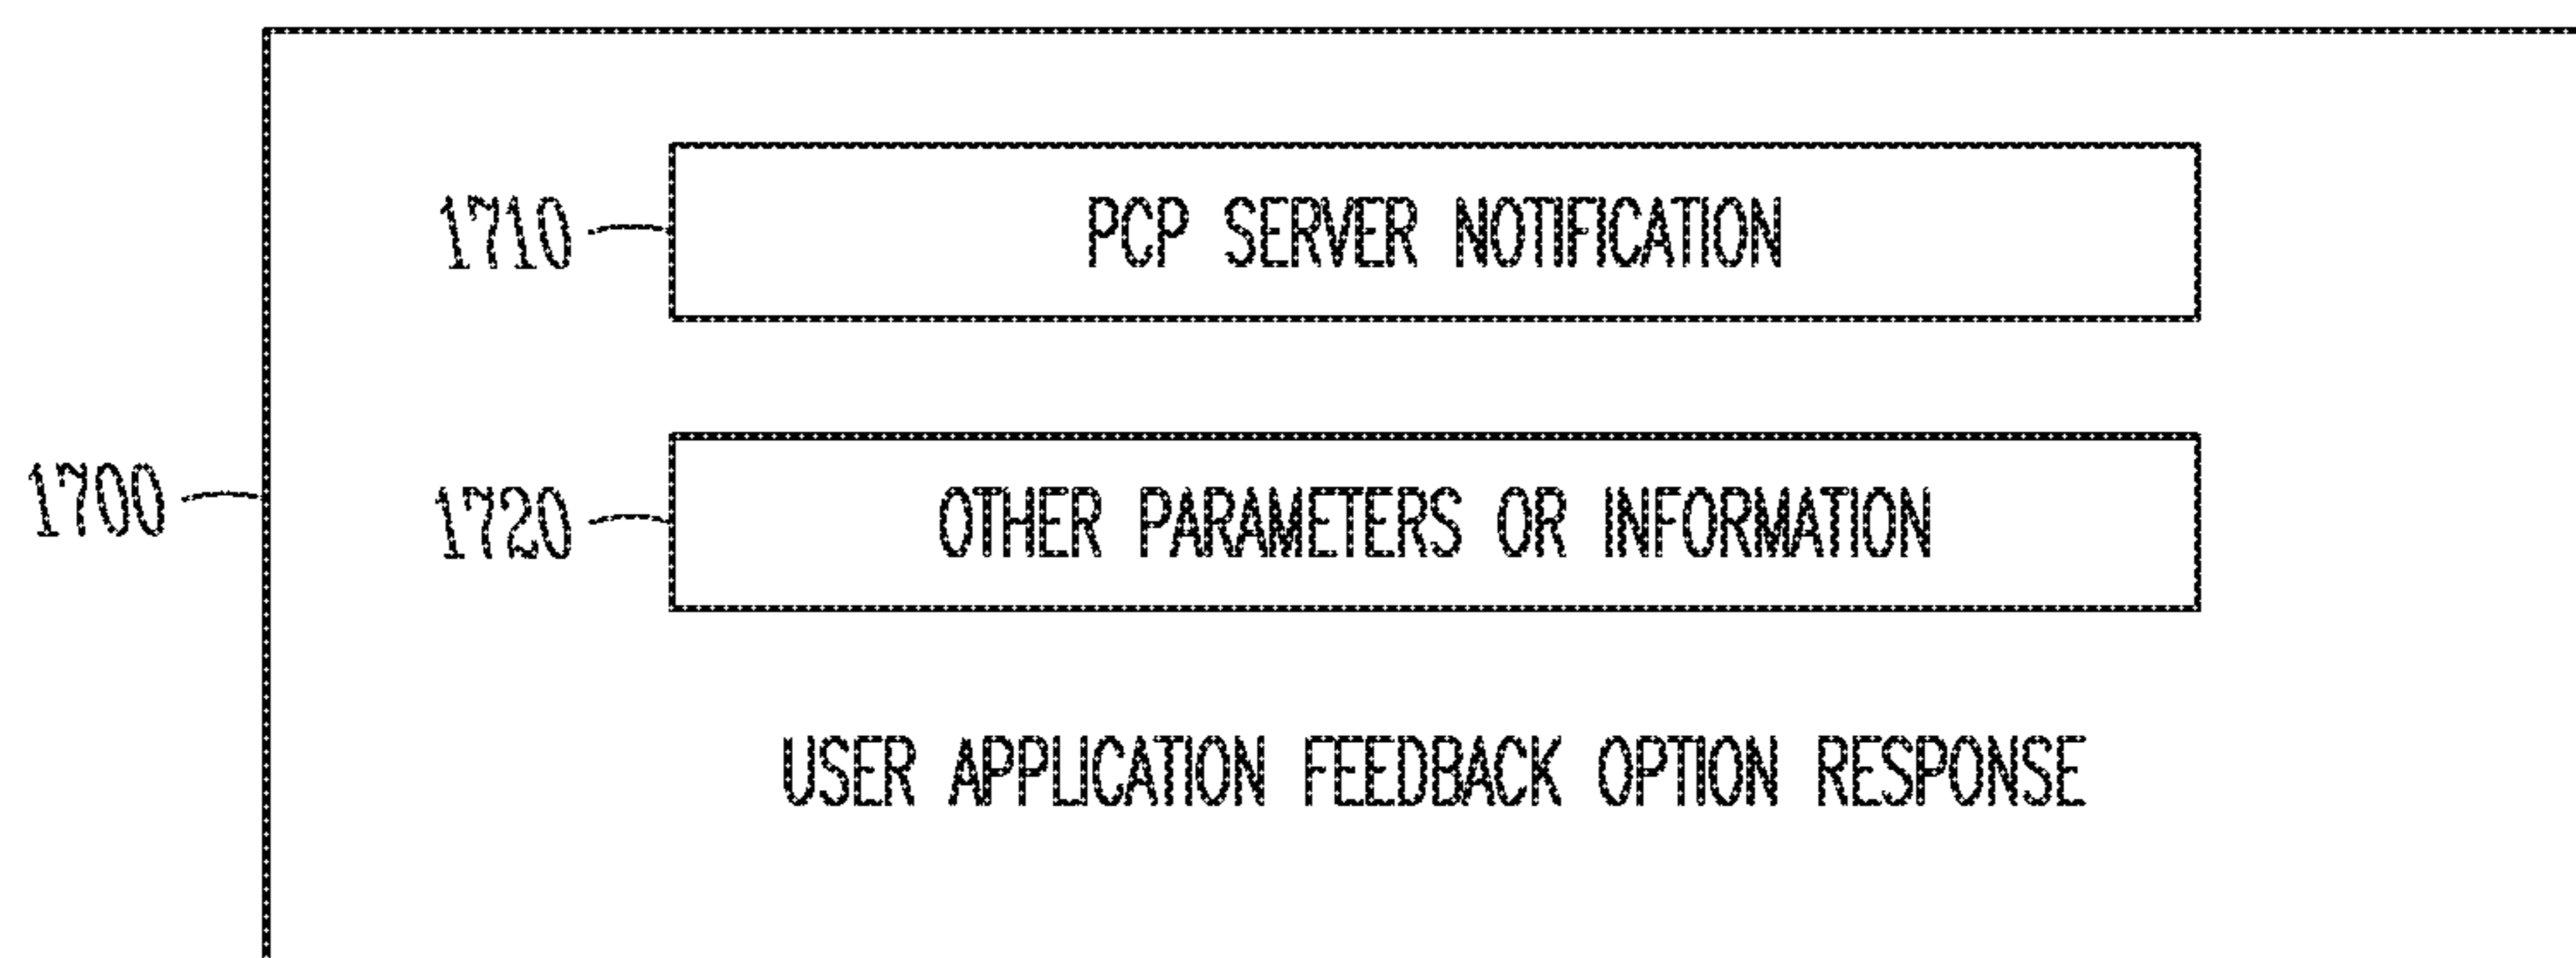 1710 PCP SERVER NOTIFICATION
1700
1720 OTHER PARAMETERS OR INFORMATION
USER APPLICATION FEEDBACK OPTION RESPONSE